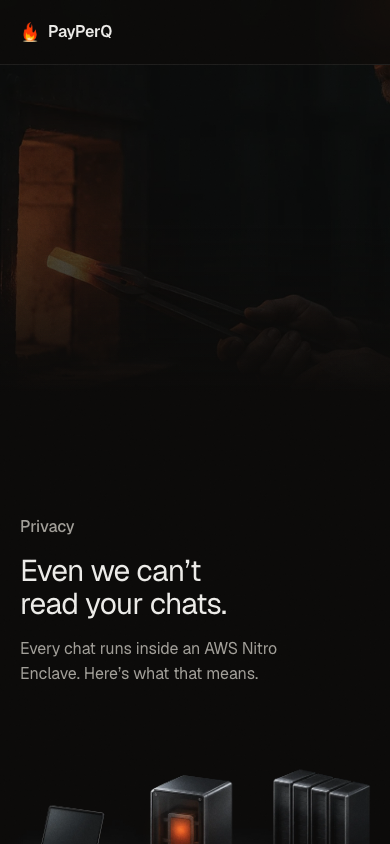 PayPerQ
Privacy
Even we can’t
read your chats.
Every chat runs inside an AWS Nitro
Enclave. Here’s what that means.